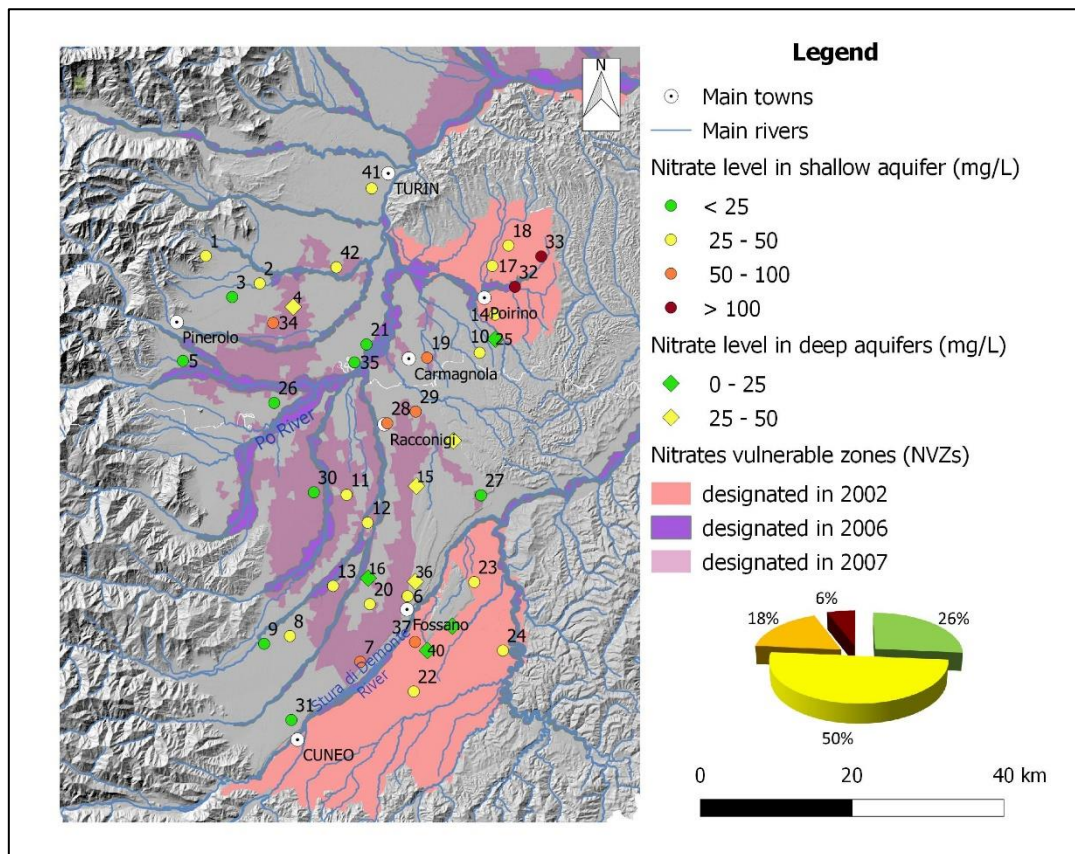 N
41
TURIN
18
33
1
42
17
2
32
3
4
14
Poirino
34
Pinerolo
21
10
25
19
5
35
Carmagnola
26
29
28
Po River
Racconigi
15
27
30
11
12
16
36
23
13
20
6
8
Fossano
9
37
24
7
40
Stura di Demonte
River
22
31
CUNEO
Legend
Main towns
Main rivers
Nitrate level in shallow aquifer (mg/L)
< 25
25 - 50
50 - 100
> 100
Nitrate level in deep aquifers (mg/L)
0 - 25
25 - 50
Nitrates vulnerable zones (NVZs)
designated in 2002
designated in 2006
designated in 2007
6%
18%
26%
50%
0 20 40 km